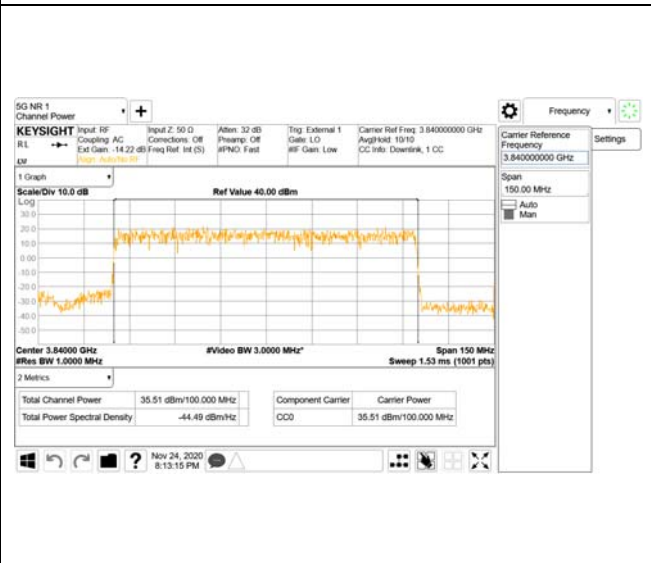 5G NR 1
Channel Power
Frequency
KEYSIGHT
RL
Input: RF
Coupling: AC
Ext Gain: -14.22 dB
Align: Auto/No RF
Input Z: 50 Ω
Corrections: Off
Freq Ref: Int (S)
Atten: 32 dB
Preamp: Off
#PNO: Fast
Trig: External 1
Gate: LO
#IF Gain: Low
Carrier Ref Freq: 3.840000000 GHz
Avg|Hold: 10/10
CC Info: Downlink, 1 CC
Carrier Reference
Frequency
3.840000000 GHz
Settings
Span
150.00 MHz
Auto
Man
1 Graph
Scale/Div 10.0 dB
Ref Value 40.00 dBm
Log
30.0
20.0
10.0
0.00
-10.0
-20.0
-30.0
-40.0
-50.0
Center 3.84000 GHz
#Video BW 3.0000 MHz*
Span 150 MHz
#Res BW 1.0000 MHz
Sweep 1.53 ms (1001 pts)
2 Metrics
Total Channel Power 35.51 dBm/100.000 MHz
Total Power Spectral Density -44.49 dBm/Hz
Component Carrier Carrier Power
CC0 35.51 dBm/100.000 MHz
Nov 24, 2020
8:13:15 PM